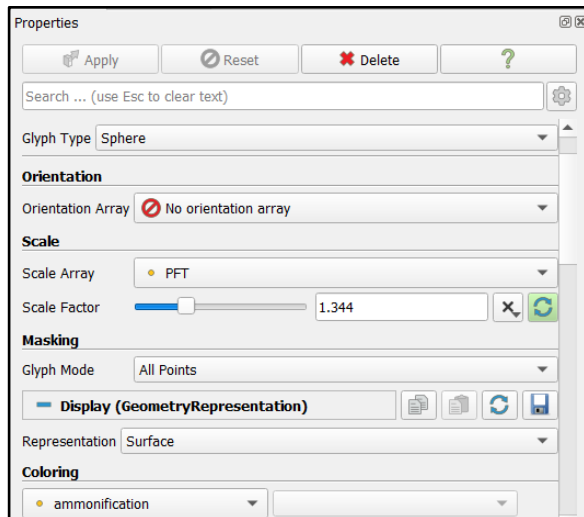 Properties
Apply Reset Delete ?
Search ... (use Esc to clear text)
Glyph Type Sphere
Orientation
Orientation Array No orientation array
Scale
Scale Array PFT
Scale Factor 1.344
Masking
Glyph Mode All Points
Display (GeometryRepresentation)
Representation Surface
Coloring
ammonification